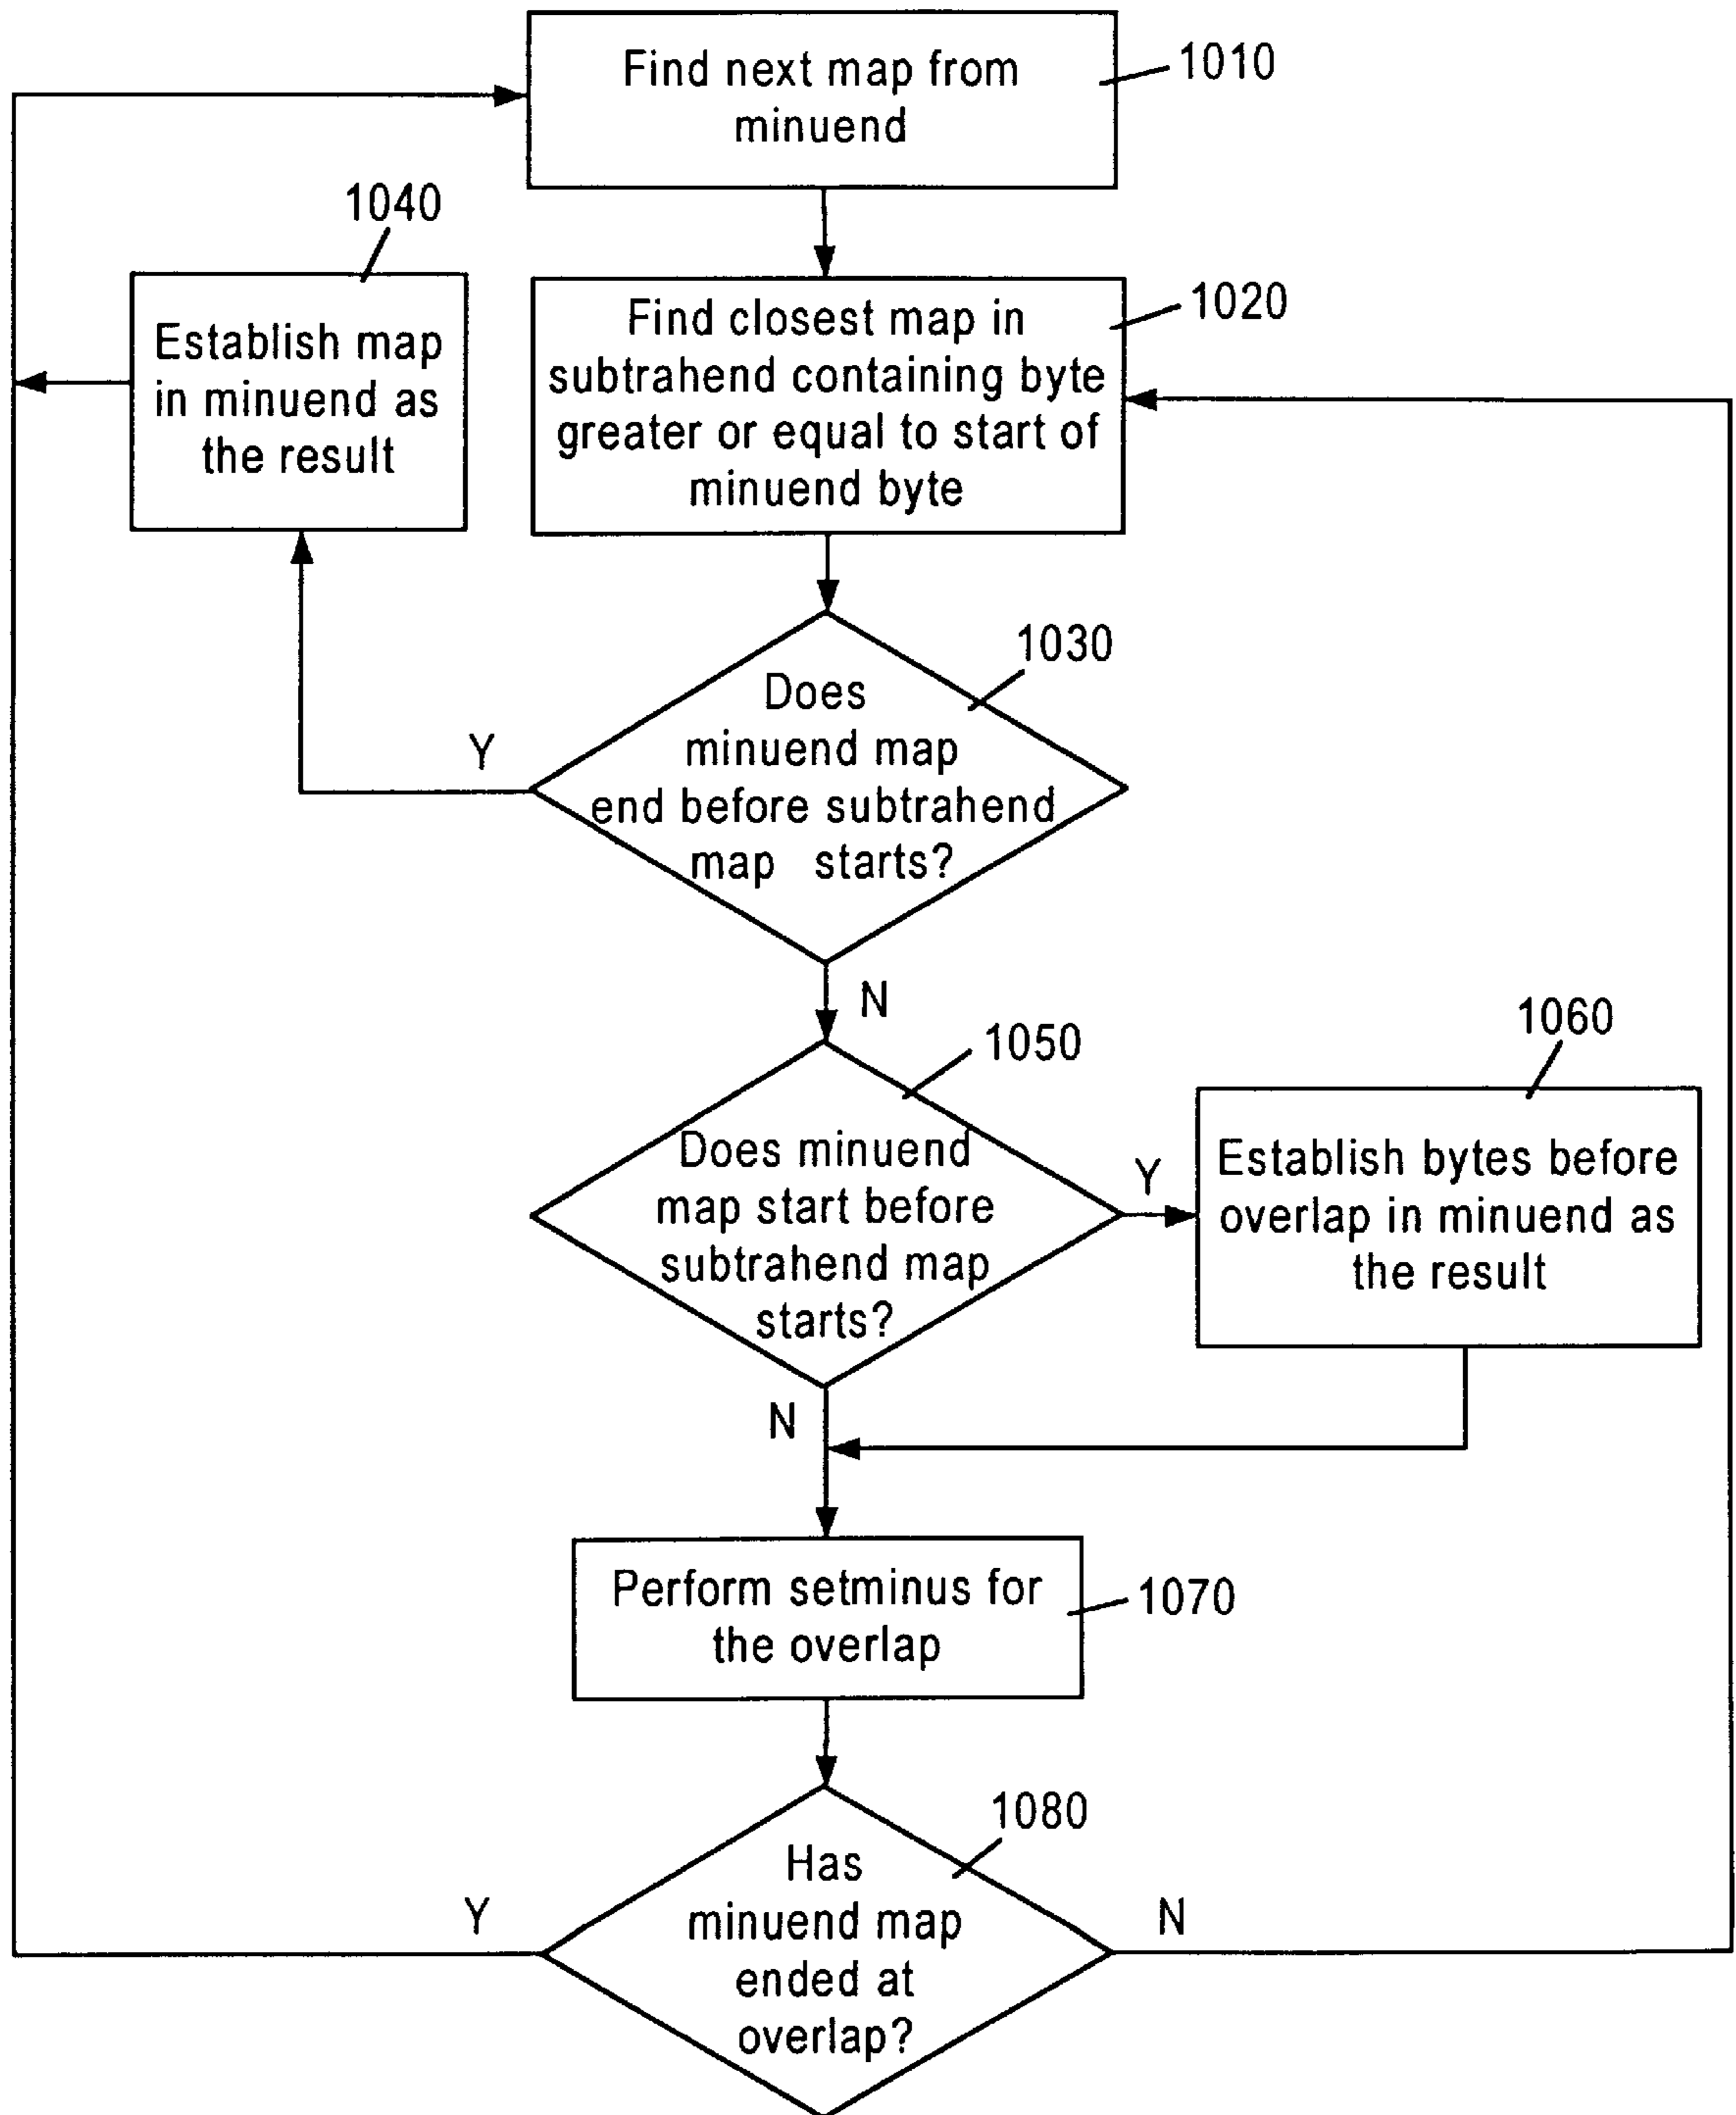 Find next map from
minuend
1010
1040
Establish map
in minuend as
the result
1020
Find closest map in
subtrahend containing byte
greater or equal to start of
minuend byte
1030
Does
minuend map
end before subtrahend
map starts?
Y
N
1050
Does minuend
map start before
subtrahend map
starts?
Y
1060
Establish bytes before
overlap in minuend as
the result
N
Perform setminus for
the overlap
1070
1080
Has
minuend map
ended at
overlap?
Y
N